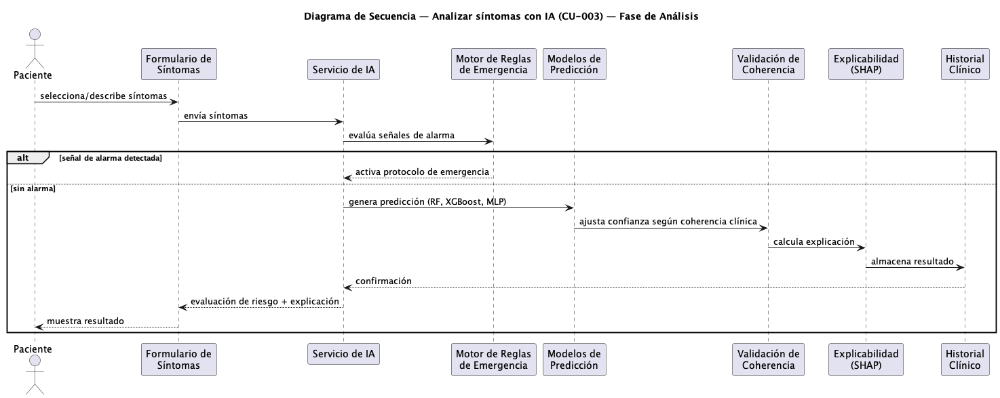 Diagrama de Secuencia — Analizar síntomas con IA (CU-003) — Fase de Análisis
Paciente
Formulario de
Síntomas
Servicio de IA
Motor de Reglas
de Emergencia
Modelos de
Predicción
Validación de
Coherencia
Explicabilidad
(SHAP)
Historial
Clínico
selecciona/describe síntomas
envía síntomas
evalúa señales de alarma
alt
[señal de alarma detectada]
activa protocolo de emergencia
[sin alarma]
genera predicción (RF, XGBoost, MLP)
ajusta confianza según coherencia clínica
calcula explicación
almacena resultado
confirmación
evaluación de riesgo + explicación
muestra resultado
Paciente
Formulario de
Síntomas
Servicio de IA
Motor de Reglas
de Emergencia
Modelos de
Predicción
Validación de
Coherencia
Explicabilidad
(SHAP)
Historial
Clínico